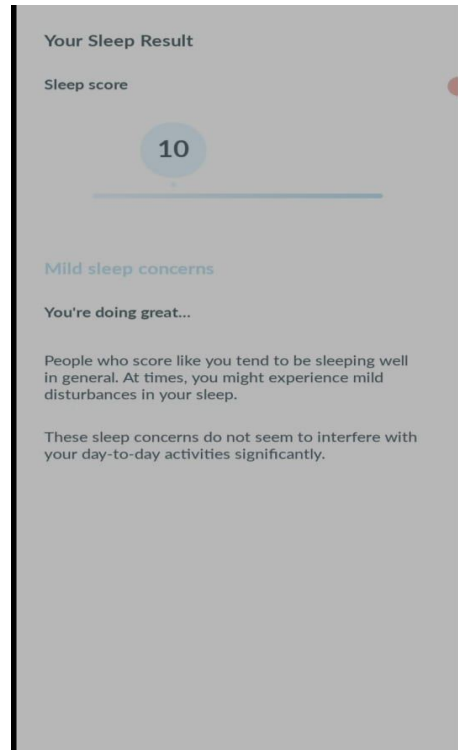 Your Sleep Result
Sleep score
10
Mild sleep concerns
You're doing great...
People who score like you tend to be sleeping well
in general. At times, you might experience mild
disturbances in your sleep.
These sleep concerns do not seem to interfere with
your day-to-day activities significantly.